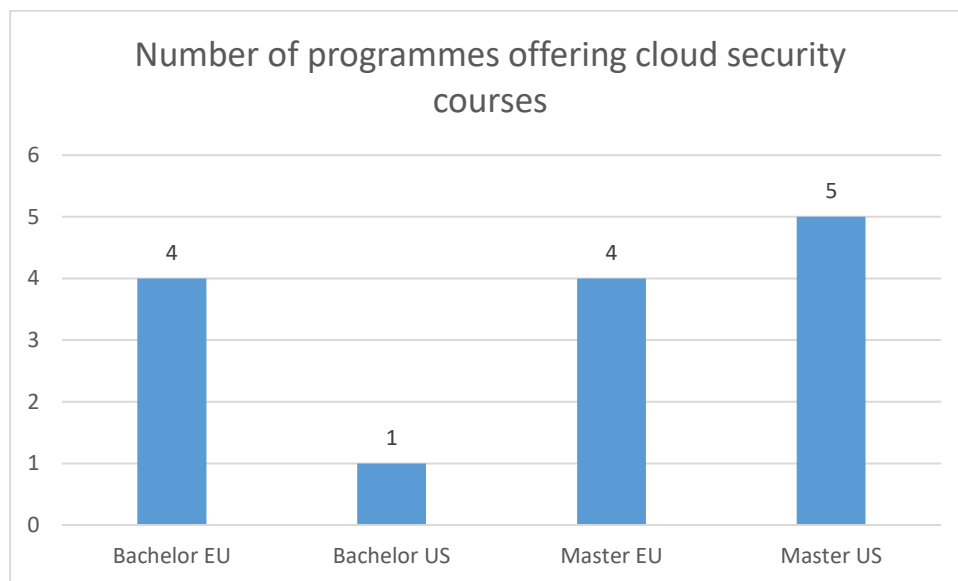 Number of programmes offering cloud security
courses
6
5
4
3
2
1
0
4
1
4
5
Bachelor EU
Bachelor US
Master EU
Master US